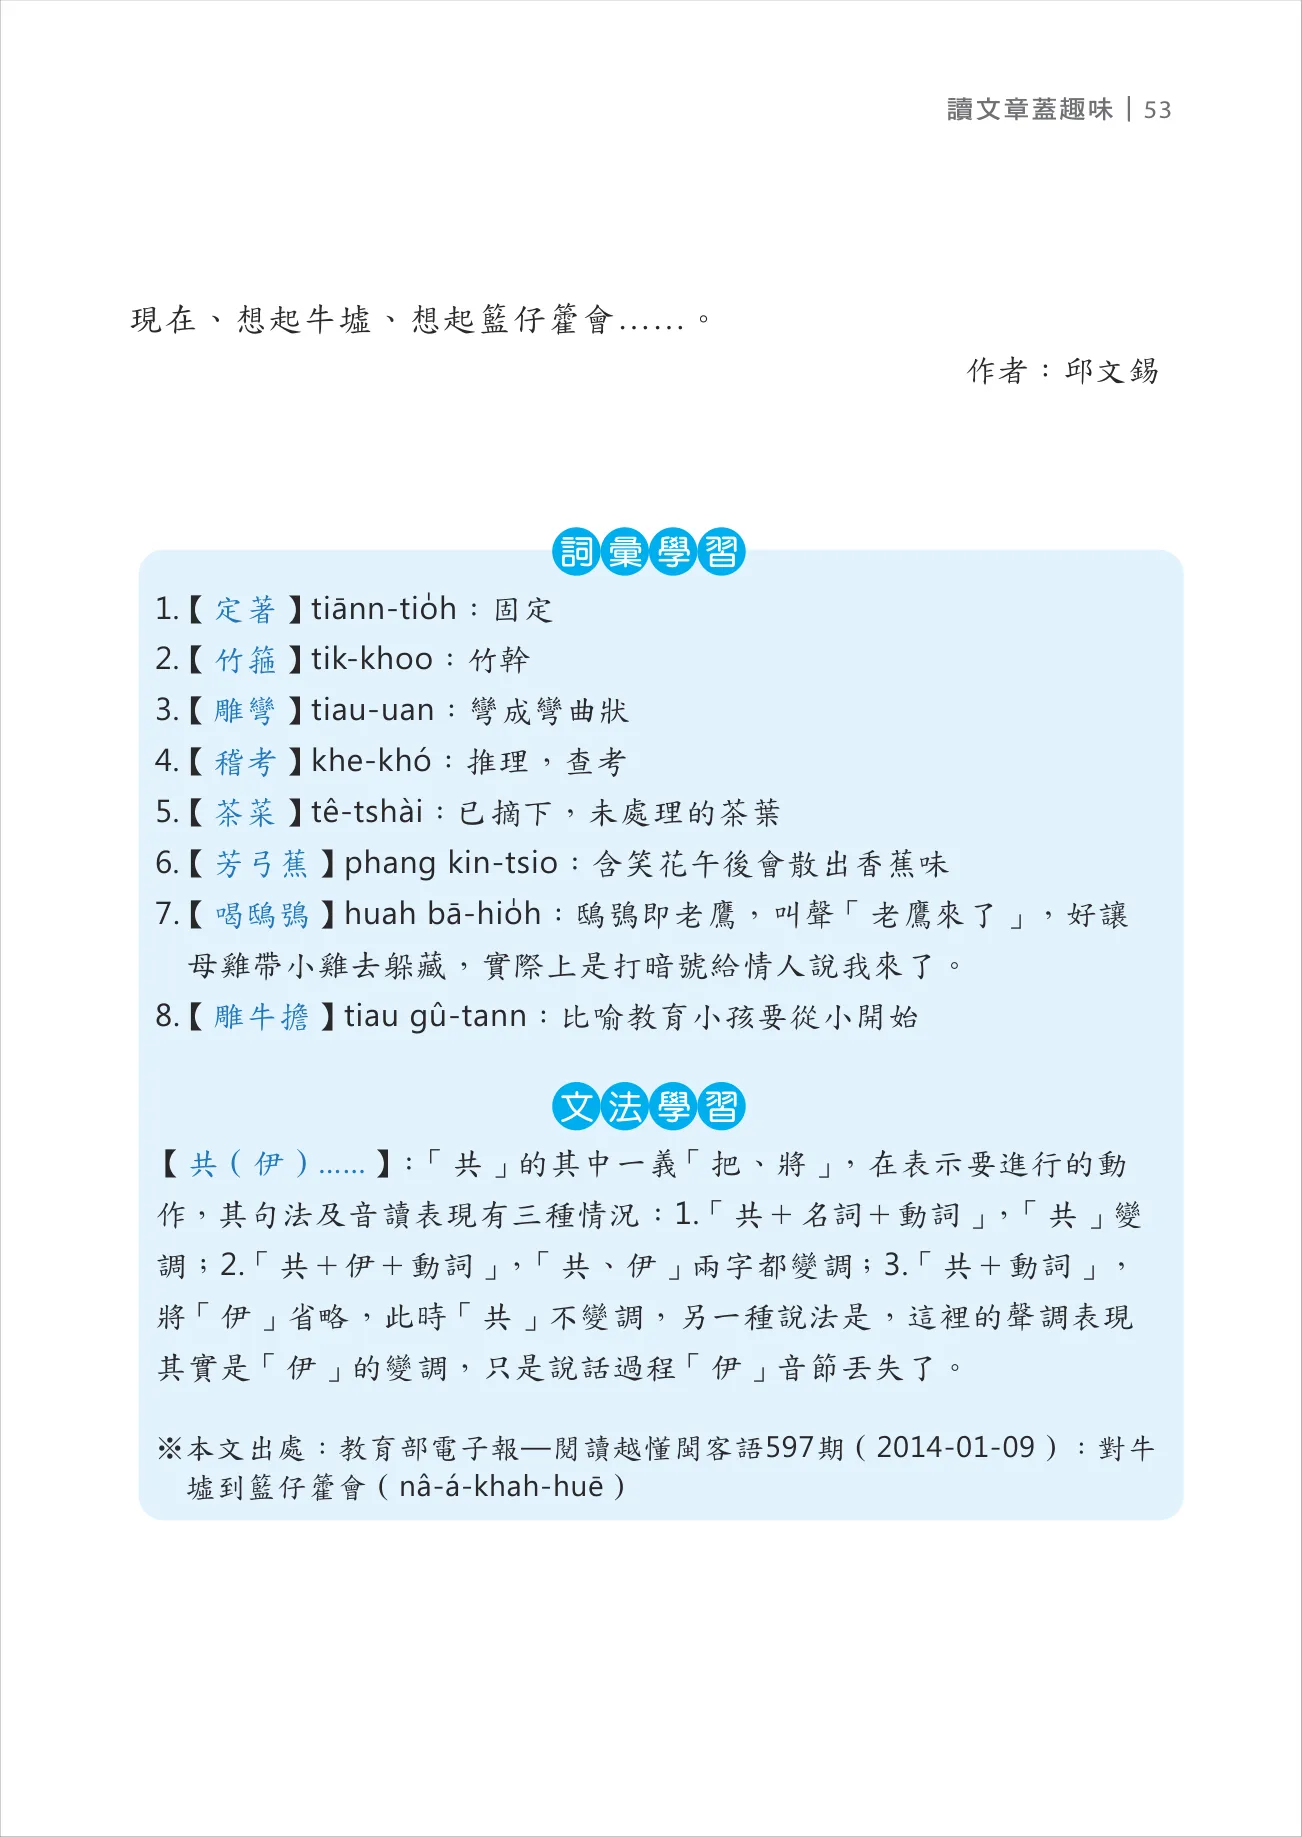 讀文章蓋趣味｜53
現在、想起牛墟、想起籃仔籗會……。
作者：邱文錫
詞彙學習
1.【定著】tiānn-tio̍h：固定
2.【竹箍】tik-khoo：竹幹
3.【雕彎】tiau-uan：彎成彎曲狀
4.【稽考】khe-khó：推理，查考
5.【茶菜】tê-tshài：已摘下，未處理的茶葉
6.【芳弓蕉】phang kin-tsio：含笑花午後會散出香蕉味
7.【喝鴟鴞】huah bā-hio̍h：鴟鴞即老鷹，叫聲「老鷹來了」，好讓
母雞帶小雞去躲藏，實際上是打暗號給情人說我來了。
8.【雕牛擔】tiau gû-tann：比喻教育小孩要從小開始
文法學習
【共（伊）……】：「共」的其中一義「把、將」，在表示要進行的動
作，其句法及音讀表現有三種情況：1.「共＋名詞＋動詞」，「共」變
調；2.「共＋伊＋動詞」，「共、伊」兩字都變調；3.「共＋動詞」，
將「伊」省略，此時「共」不變調，另一種說法是，這裡的聲調表現
其實是「伊」的變調，只是說話過程「伊」音節丟失了。
※本文出處：教育部電子報—閱讀越懂閩客語597期（2014-01-09）：對牛
墟到籃仔籗會（nâ-á-khah-huē）